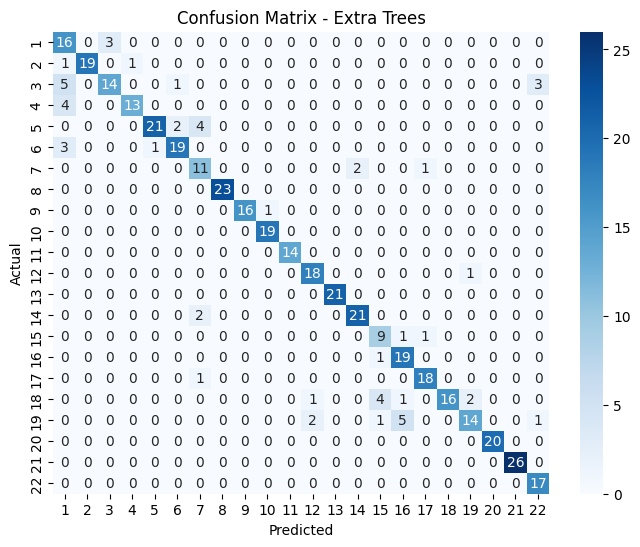 Confusion Matrix - Extra Trees
1 16 0 3 0 0 0 0 0 0 0 0 0 0 0 0 0 0 0 0 0 0 0
2 1 19 0 1 0 0 0 0 0 0 0 0 0 0 0 0 0 0 0 0 0 0
3 5 0 14 0 0 1 0 0 0 0 0 0 0 0 0 0 0 0 0 0 0 3
4 4 0 0 13 0 0 0 0 0 0 0 0 0 0 0 0 0 0 0 0 0 0
5 0 0 0 0 21 2 4 0 0 0 0 0 0 0 0 0 0 0 0 0 0 0
6 3 0 0 0 1 19 0 0 0 0 0 0 0 0 0 0 0 0 0 0 0 0
7 0 0 0 0 0 0 11 0 0 0 0 0 0 2 0 0 1 0 0 0 0 0
8 0 0 0 0 0 0 0 23 0 0 0 0 0 0 0 0 0 0 0 0 0 0
9 0 0 0 0 0 0 0 0 16 1 0 0 0 0 0 0 0 0 0 0 0 0
10 0 0 0 0 0 0 0 0 0 19 0 0 0 0 0 0 0 0 0 0 0 0
11 0 0 0 0 0 0 0 0 0 0 14 0 0 0 0 0 0 0 0 0 0 0
12 0 0 0 0 0 0 0 0 0 0 0 18 0 0 0 0 0 0 1 0 0 0
13 0 0 0 0 0 0 0 0 0 0 0 0 21 0 0 0 0 0 0 0 0 0
14 0 0 0 0 0 0 2 0 0 0 0 0 0 21 0 0 0 0 0 0 0 0
15 0 0 0 0 0 0 0 0 0 0 0 0 0 0 9 1 1 0 0 0 0 0
16 0 0 0 0 0 0 0 0 0 0 0 0 0 0 1 19 0 0 0 0 0 0
17 0 0 0 0 0 0 1 0 0 0 0 0 0 0 0 0 18 0 0 0 0 0
18 0 0 0 0 0 0 0 0 0 0 0 1 0 0 4 1 0 16 2 0 0 0
19 0 0 0 0 0 0 0 0 0 0 0 2 0 0 1 5 0 0 14 0 0 1
20 0 0 0 0 0 0 0 0 0 0 0 0 0 0 0 0 0 0 0 20 0 0
21 0 0 0 0 0 0 0 0 0 0 0 0 0 0 0 0 0 0 0 0 26 0
22 0 0 0 0 0 0 0 0 0 0 0 0 0 0 0 0 0 0 0 0 0 17
1 2 3 4 5 6 7 8 9 10 11 12 13 14 15 16 17 18 19 20 21 22
Actual
Predicted
25
20
15
10
5
0